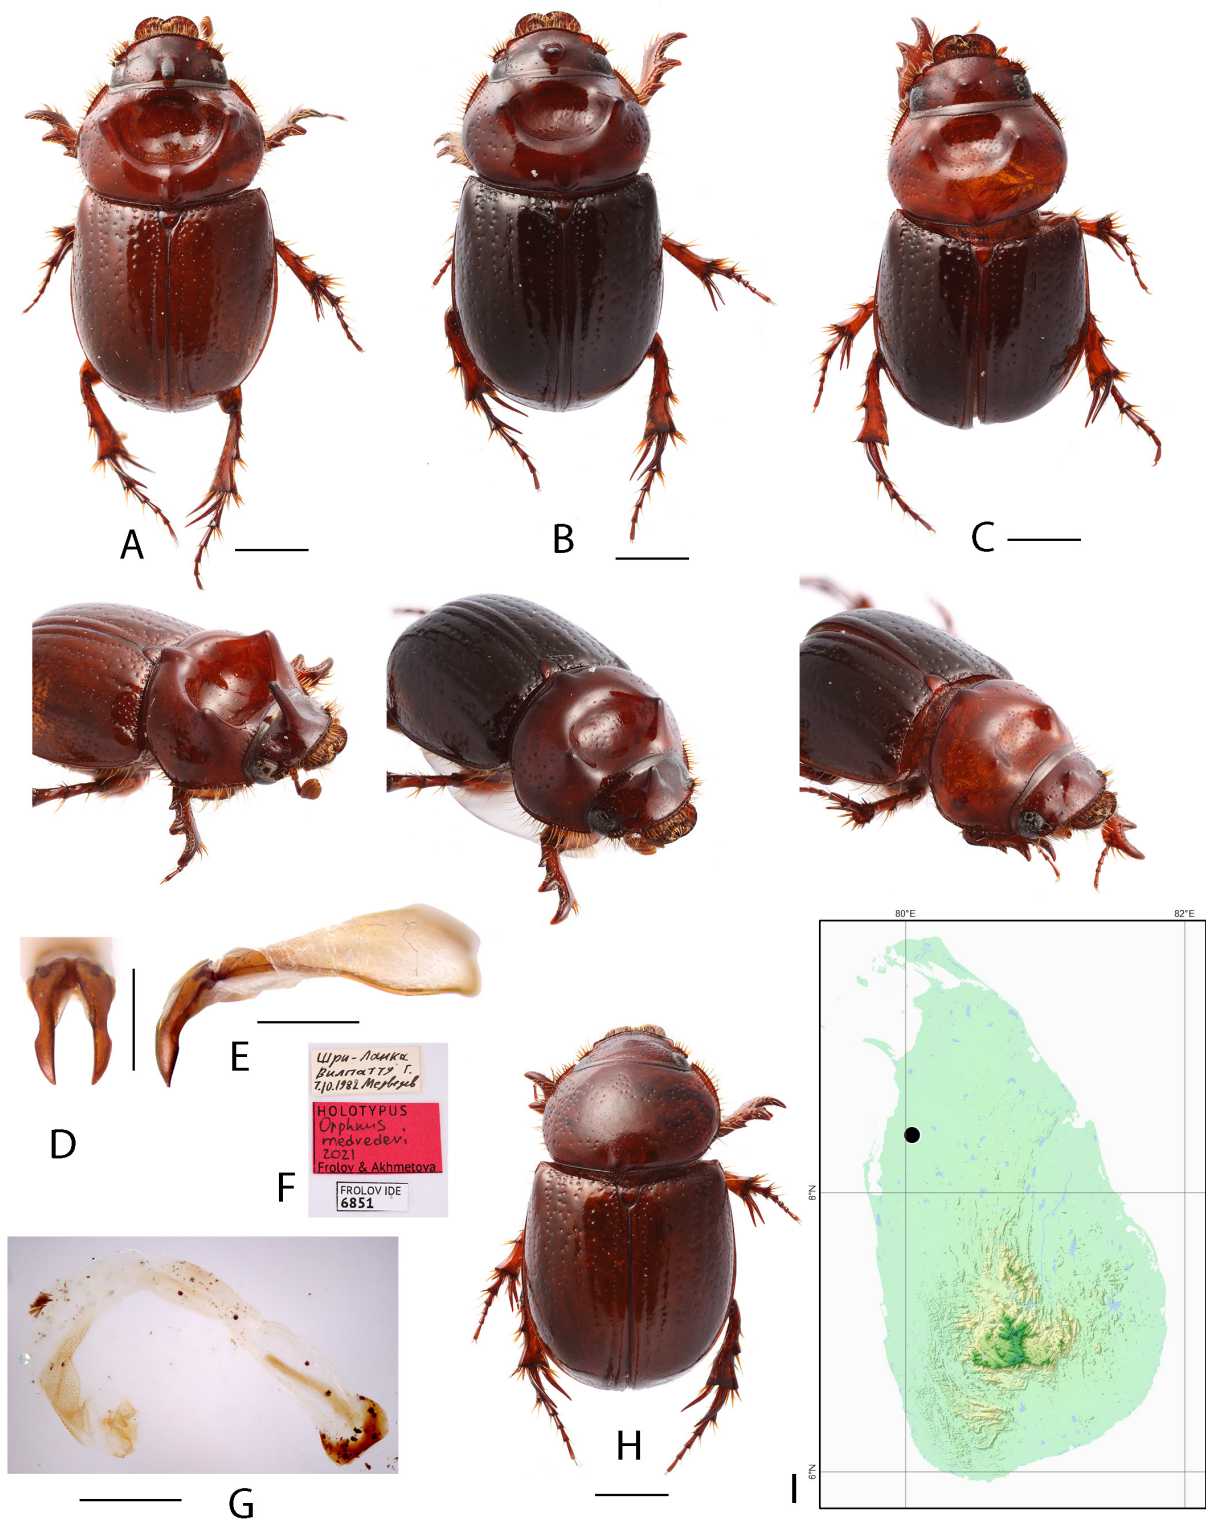 A
B
C
D
E
Шри-Ланка
Вилпатту Г.
7.10.1982 Медведев
HOLOTYPUS
Orphnus
medvedevi
2021
Frolov & Akhmetova
FROLOV IDE
6851
F
G
H
80°E
82°E
8°N
6°N
I